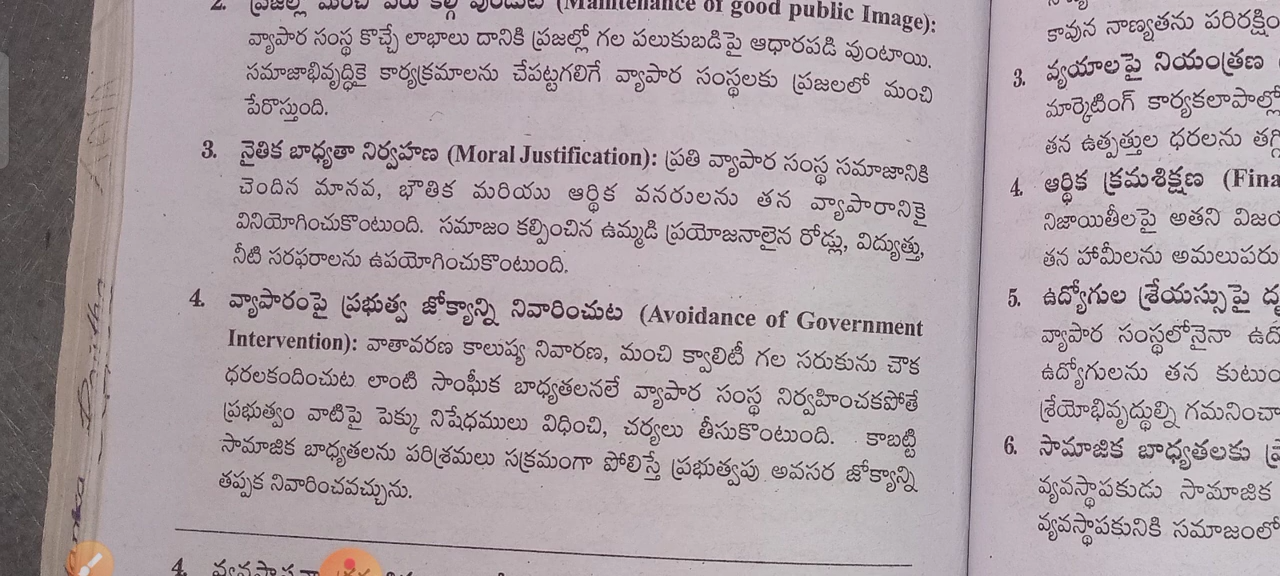 2. ప్రజల్లో మంచి పేరు కల్గి వుండుట (Maintenance of good public Image):
వ్యాపార సంస్థ కొచ్చే లాభాలు దానికి ప్రజల్లో గల పలుకుబడిపై ఆధారపడి వుంటాయి.
సమాజాభివృద్ధికై కార్యక్రమాలను చేపట్టగలిగే వ్యాపార సంస్థలకు ప్రజలలో మంచి
పేరొస్తుంది.
3. నైతిక బాధ్యతా నిర్వహణ (Moral Justification): ప్రతి వ్యాపార సంస్థ సమాజానికి
చెందిన మానవ, భౌతిక మరియు ఆర్థిక వనరులను తన వ్యాపారానికై
వినియోగించుకొంటుంది. సమాజం కల్పించిన ఉమ్మడి ప్రయోజనాలైన రోడ్లు, విద్యుత్తు,
నీటి సరఫరాలను ఉపయోగించుకొంటుంది.
4. వ్యాపారంపై ప్రభుత్వ జోక్యాన్ని నివారించుట (Avoidance of Government
Intervention): వాతావరణ కాలుష్య నివారణ, మంచి క్వాలిటీ గల సరుకును చౌక
ధరలకందించుట లాంటి సాంఘీక బాధ్యతలనలే వ్యాపార సంస్థ నిర్వహించకపోతే
ప్రభుత్వం వాటిపై పెక్కు నిషేధములు విధించి, చర్యలు తీసుకొంటుంది. కాబట్టి
సామాజిక బాధ్యతలను పరిశ్రమలు సక్రమంగా పోలిస్తే ప్రభుత్వపు అవసర జోక్యాన్ని
తప్పక నివారించవచ్చును.
4.
కావున నాణ్యతను పరిరక్షిం
3. వ్యయాలపై నియంత్రణ
మార్కెటింగ్ కార్యకలాపాల్లో
తన ఉత్పత్తుల ధరలను తగ్గి
4. ఆర్థిక క్రమశిక్షణ (Fina
నిజాయితీలపై అతని విజం
తన హామీలను అమలుపరు
5. ఉద్యోగుల శ్రేయస్సుపై దృ
వ్యాపార సంస్థలోనైనా ఉద్
ఉద్యోగులను తన కుటుం
శ్రేయోభివృద్ధుల్ని గమనించా
6. సామాజిక బాధ్యతలకు ప్ర
వ్యవస్థాపకుడు సామాజిక
వ్యవస్థాపకునికి సమాజంలో